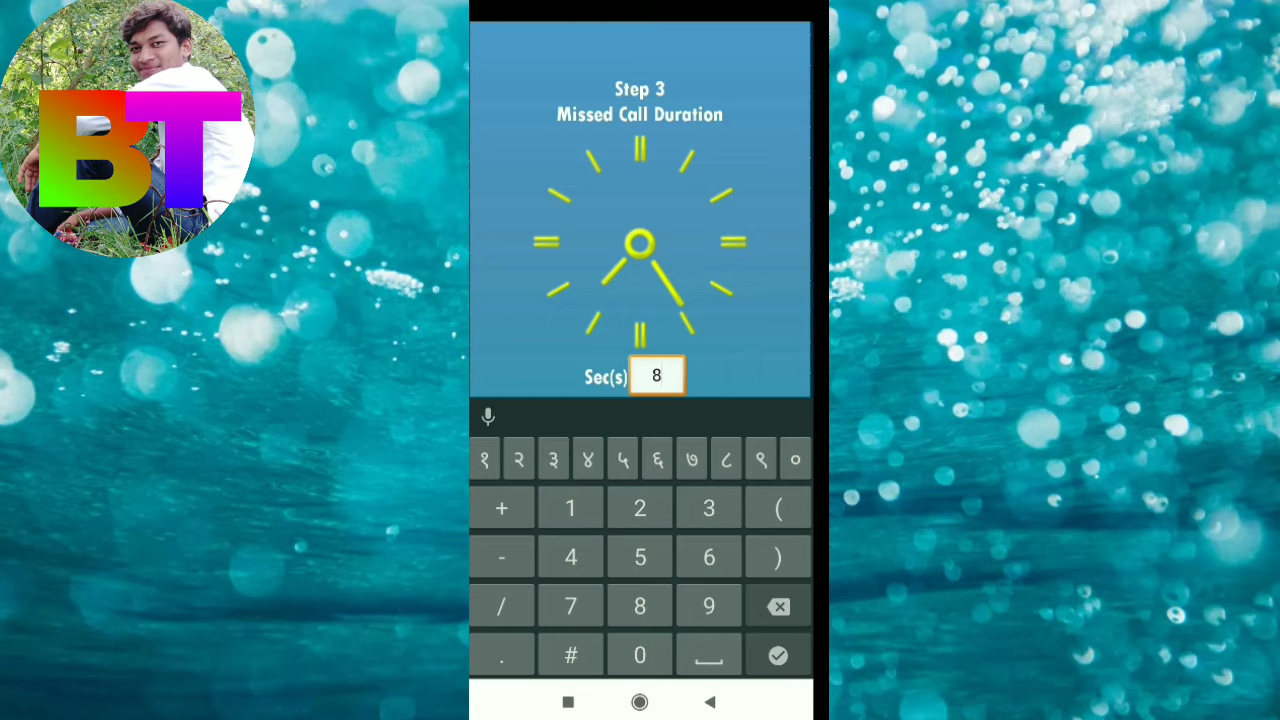 BT
Step 3
Missed Call Duration
Sec(s) 8
१ २ ३ ४ ५ ६ ७ ८ ९ ०
+ 1 2 3 (
- 4 5 6 )
/ 7 8 9
. # 0